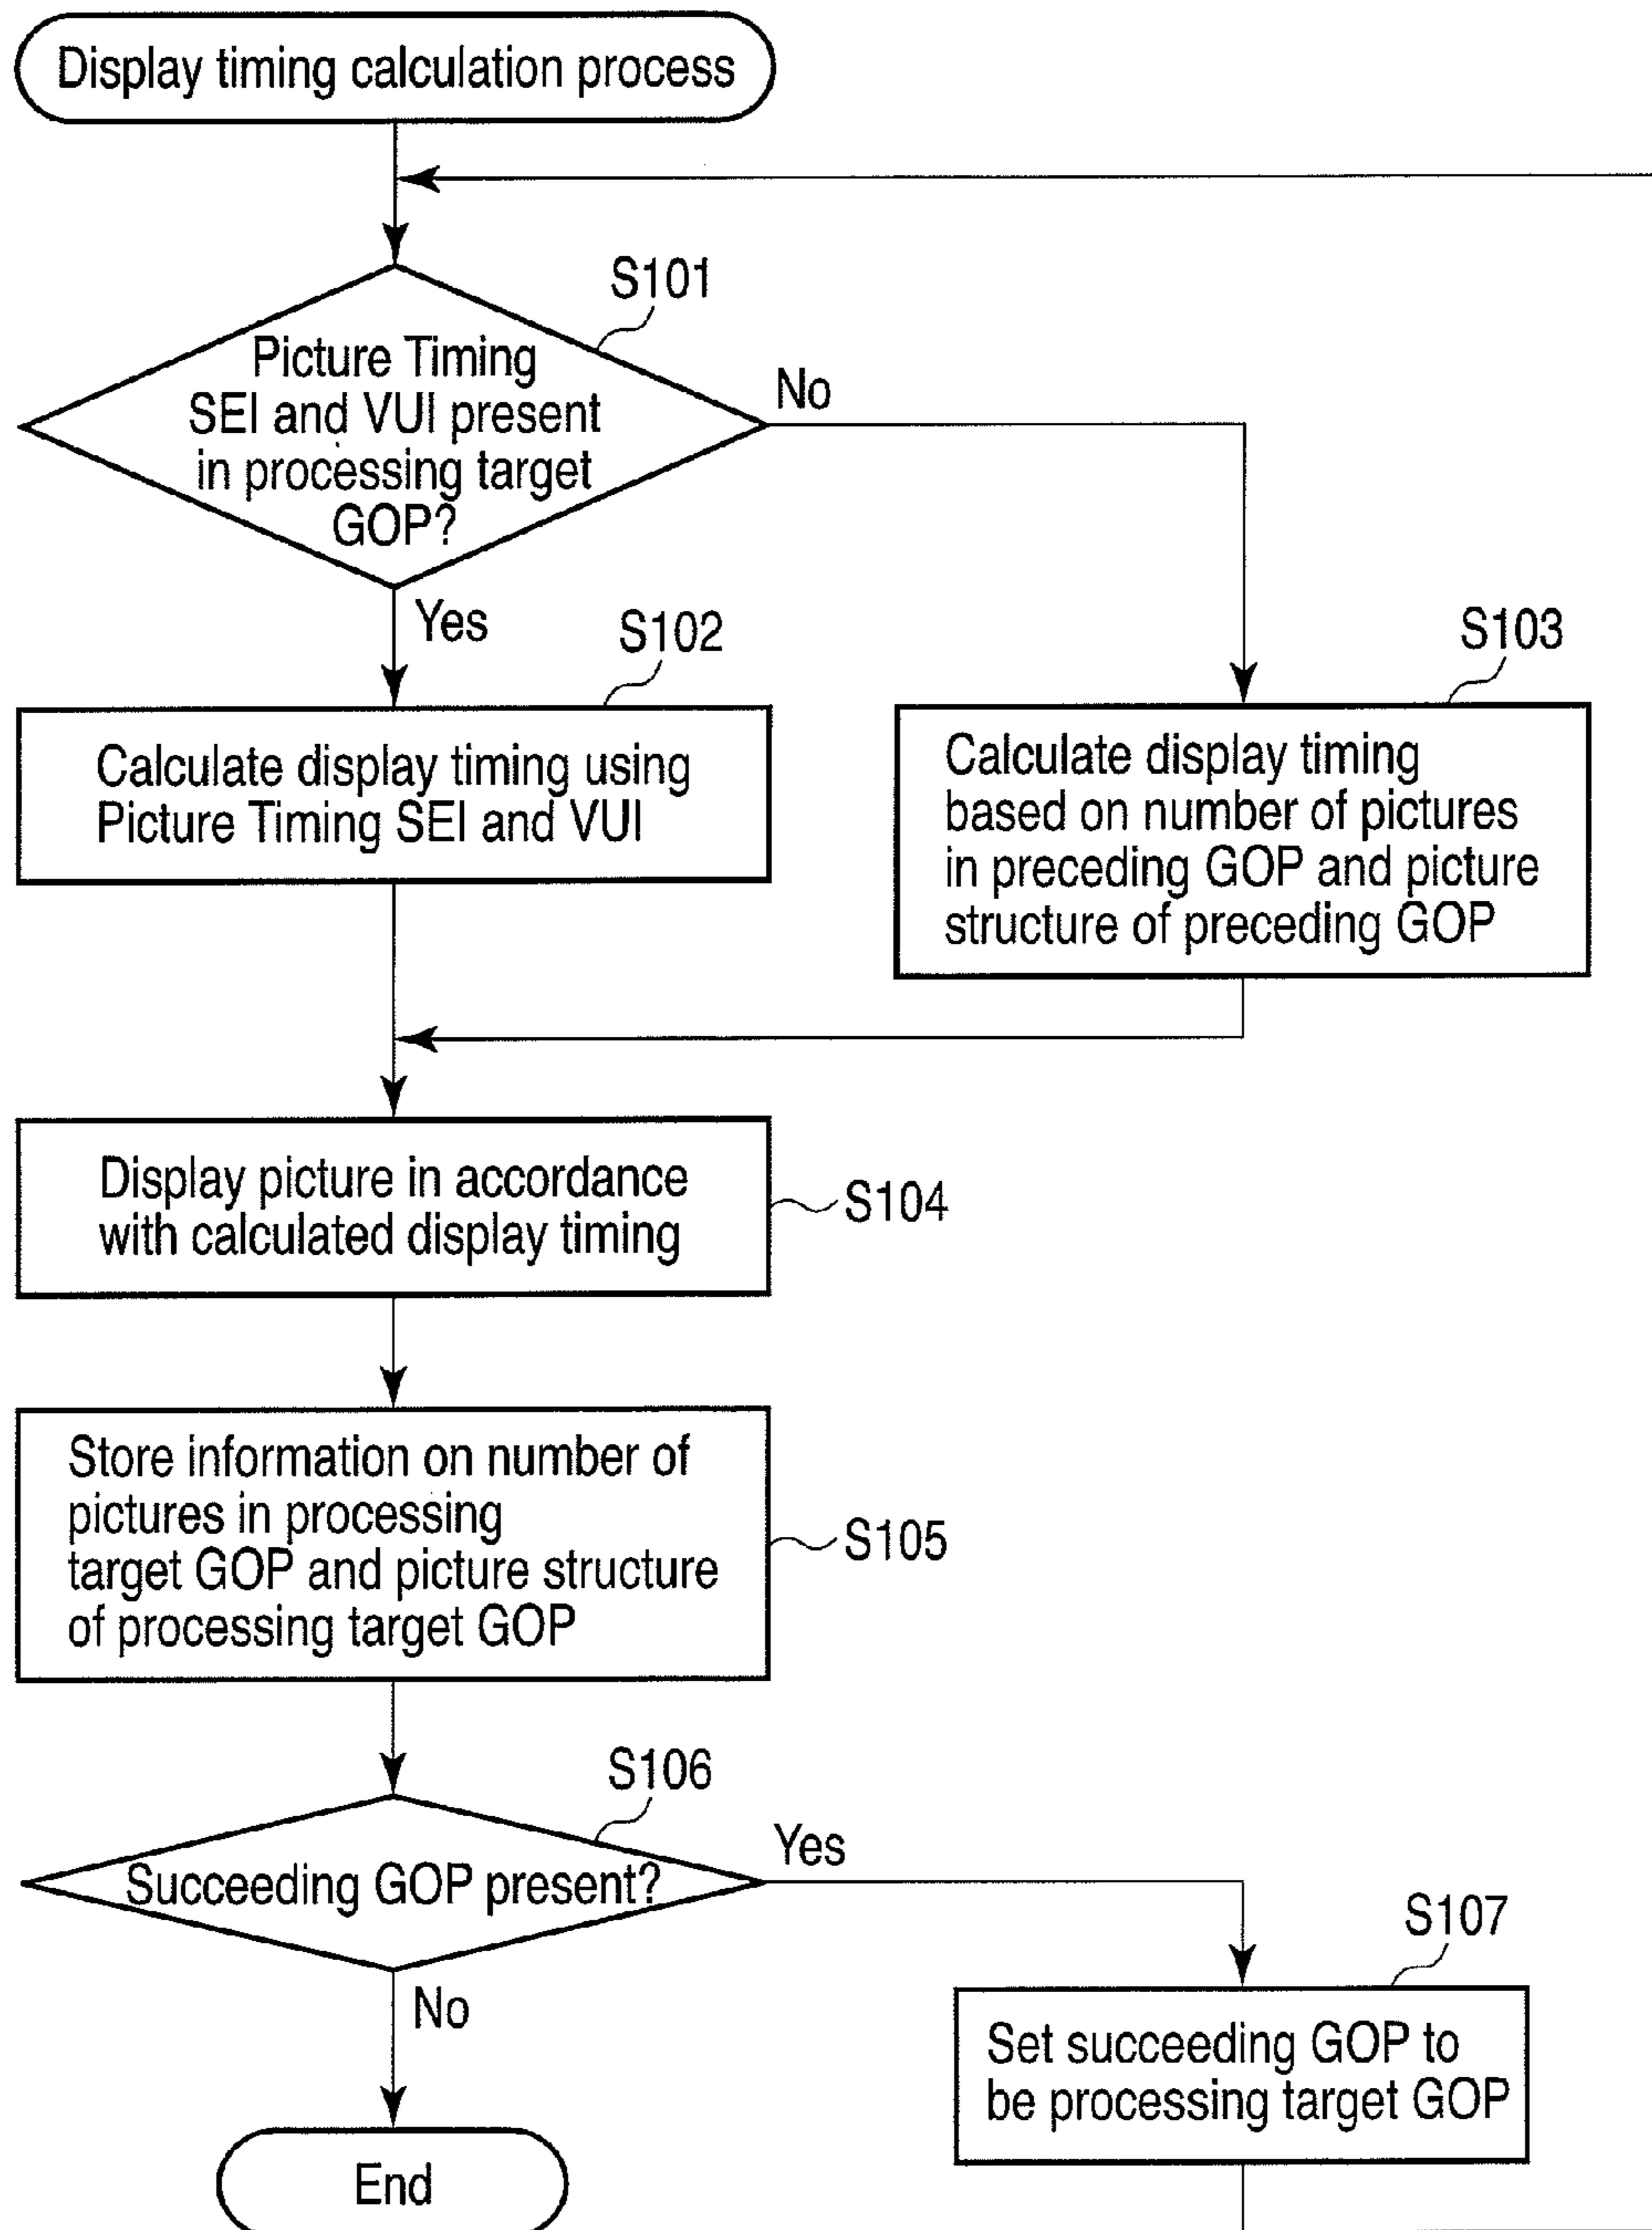 Display timing calculation process
S101
Picture Timing
SEI and VUI present
in processing target
GOP?
No
Yes
S102
Calculate display timing using
Picture Timing SEI and VUI
S103
Calculate display timing
based on number of pictures
in preceding GOP and picture
structure of preceding GOP
Display picture in accordance
with calculated display timing
S104
Store information on number of
pictures in processing
target GOP and picture structure
of processing target GOP
S105
S106
Succeeding GOP present?
Yes
No
S107
Set succeeding GOP to
be processing target GOP
End